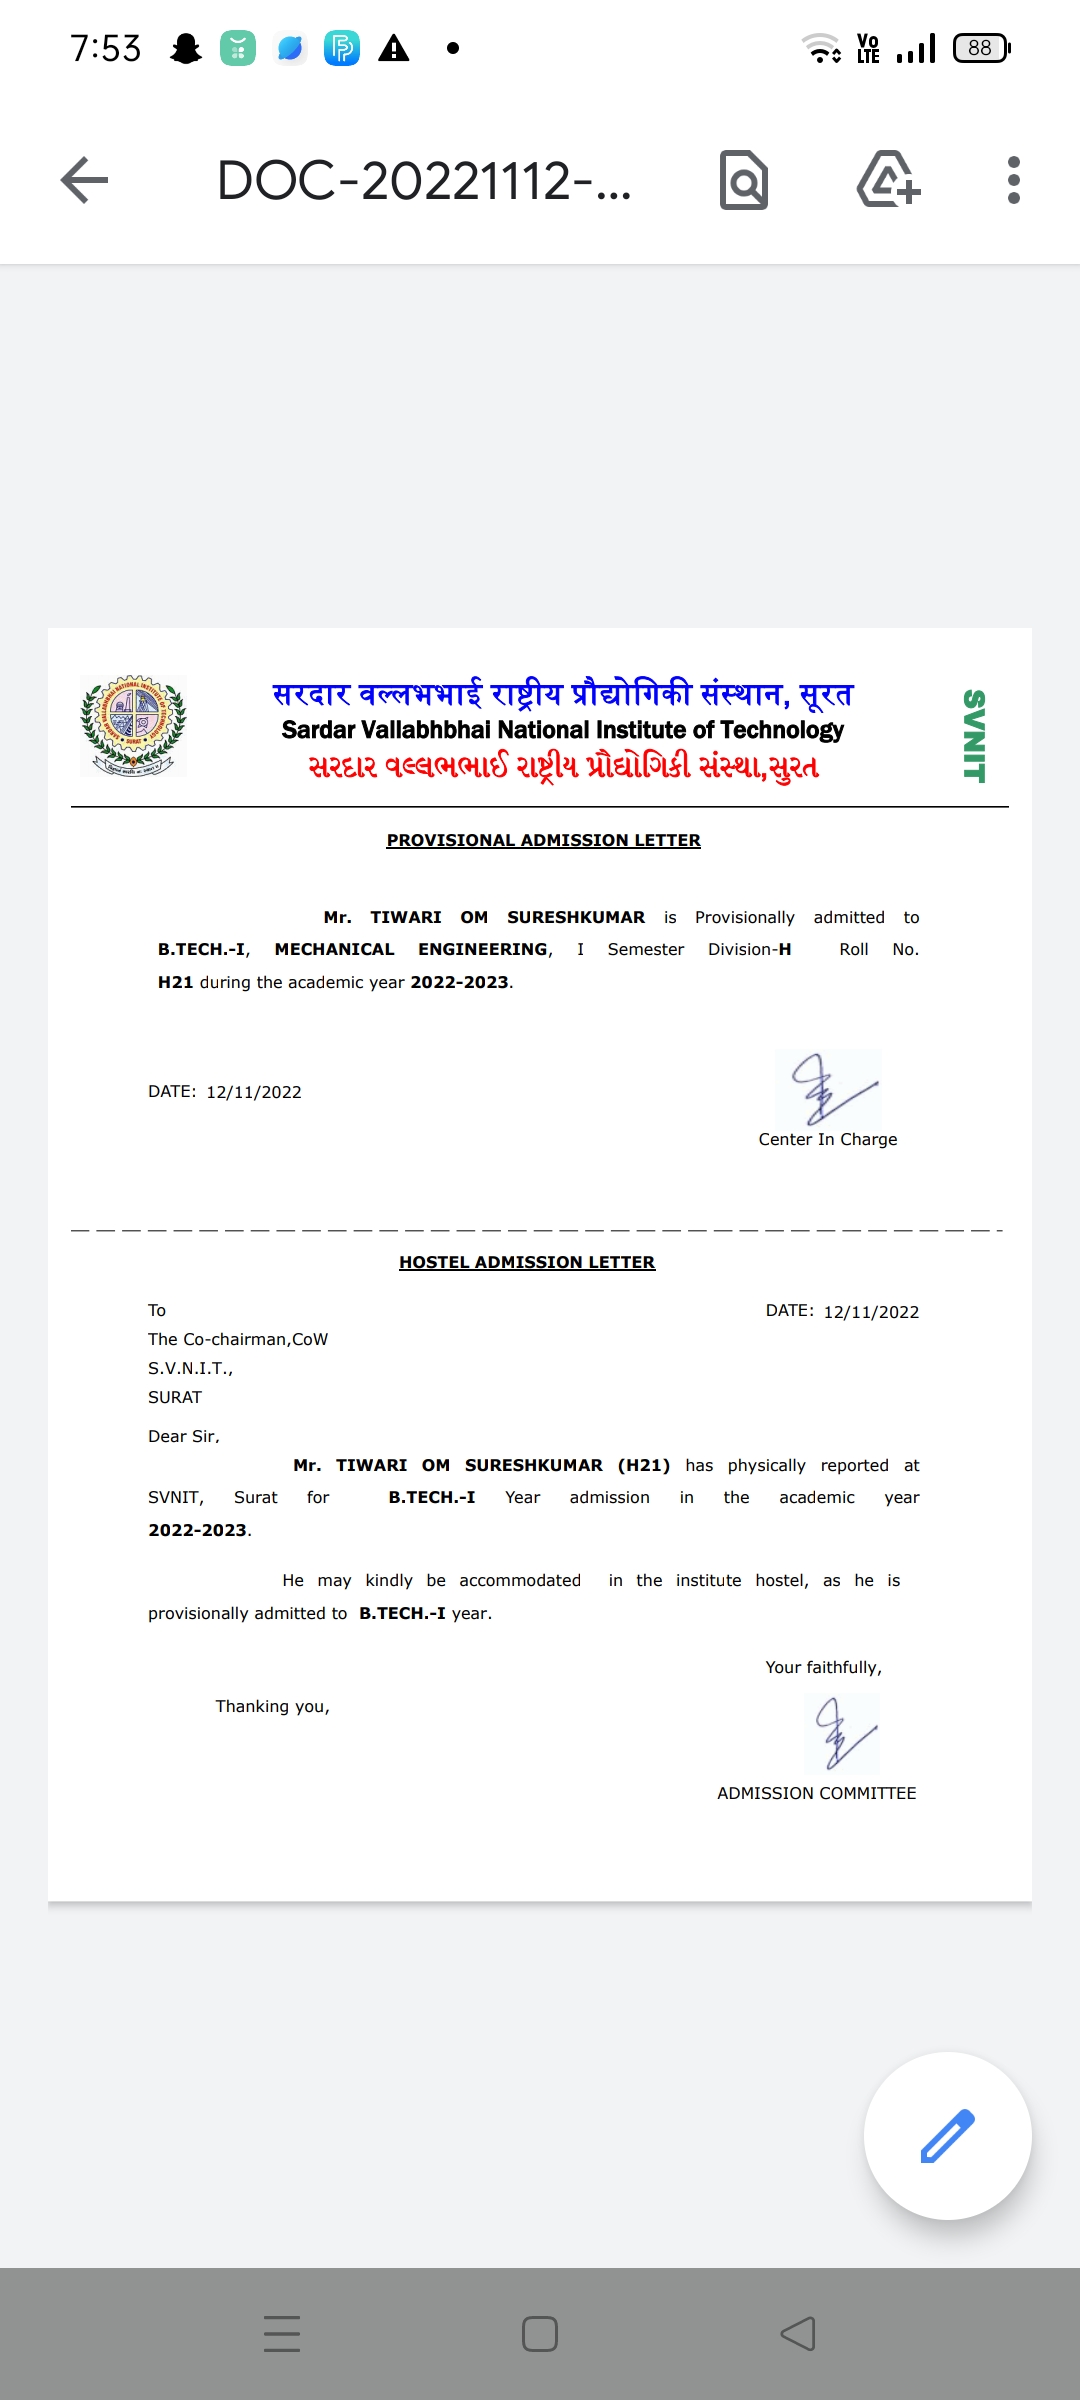 7:53
Vo LTE
88
DOC-20221112-...
सरदार वल्लभभाई राष्ट्रीय प्रौद्योगिकी संस्थान, सूरत
Sardar Vallabhbhai National Institute of Technology
સરદાર વલ્લભભાઈ રાષ્ટ્રીય પ્રૌદ્યોગિકી સંસ્થા,સુરત
SVNIT
PROVISIONAL ADMISSION LETTER
Mr. TIWARI OM SURESHKUMAR is Provisionally admitted to
B.TECH.-I, MECHANICAL ENGINEERING, I Semester Division-H Roll No.
H21 during the academic year 2022-2023.
DATE: 12/11/2022
Center In Charge
HOSTEL ADMISSION LETTER
To
DATE: 12/11/2022
The Co-chairman,CoW
S.V.N.I.T.,
SURAT
Dear Sir,
Mr. TIWARI OM SURESHKUMAR (H21) has physically reported at
SVNIT, Surat for B.TECH.-I Year admission in the academic year
2022-2023.
He may kindly be accommodated in the institute hostel, as he is
provisionally admitted to B.TECH.-I year.
Your faithfully,
Thanking you,
ADMISSION COMMITTEE